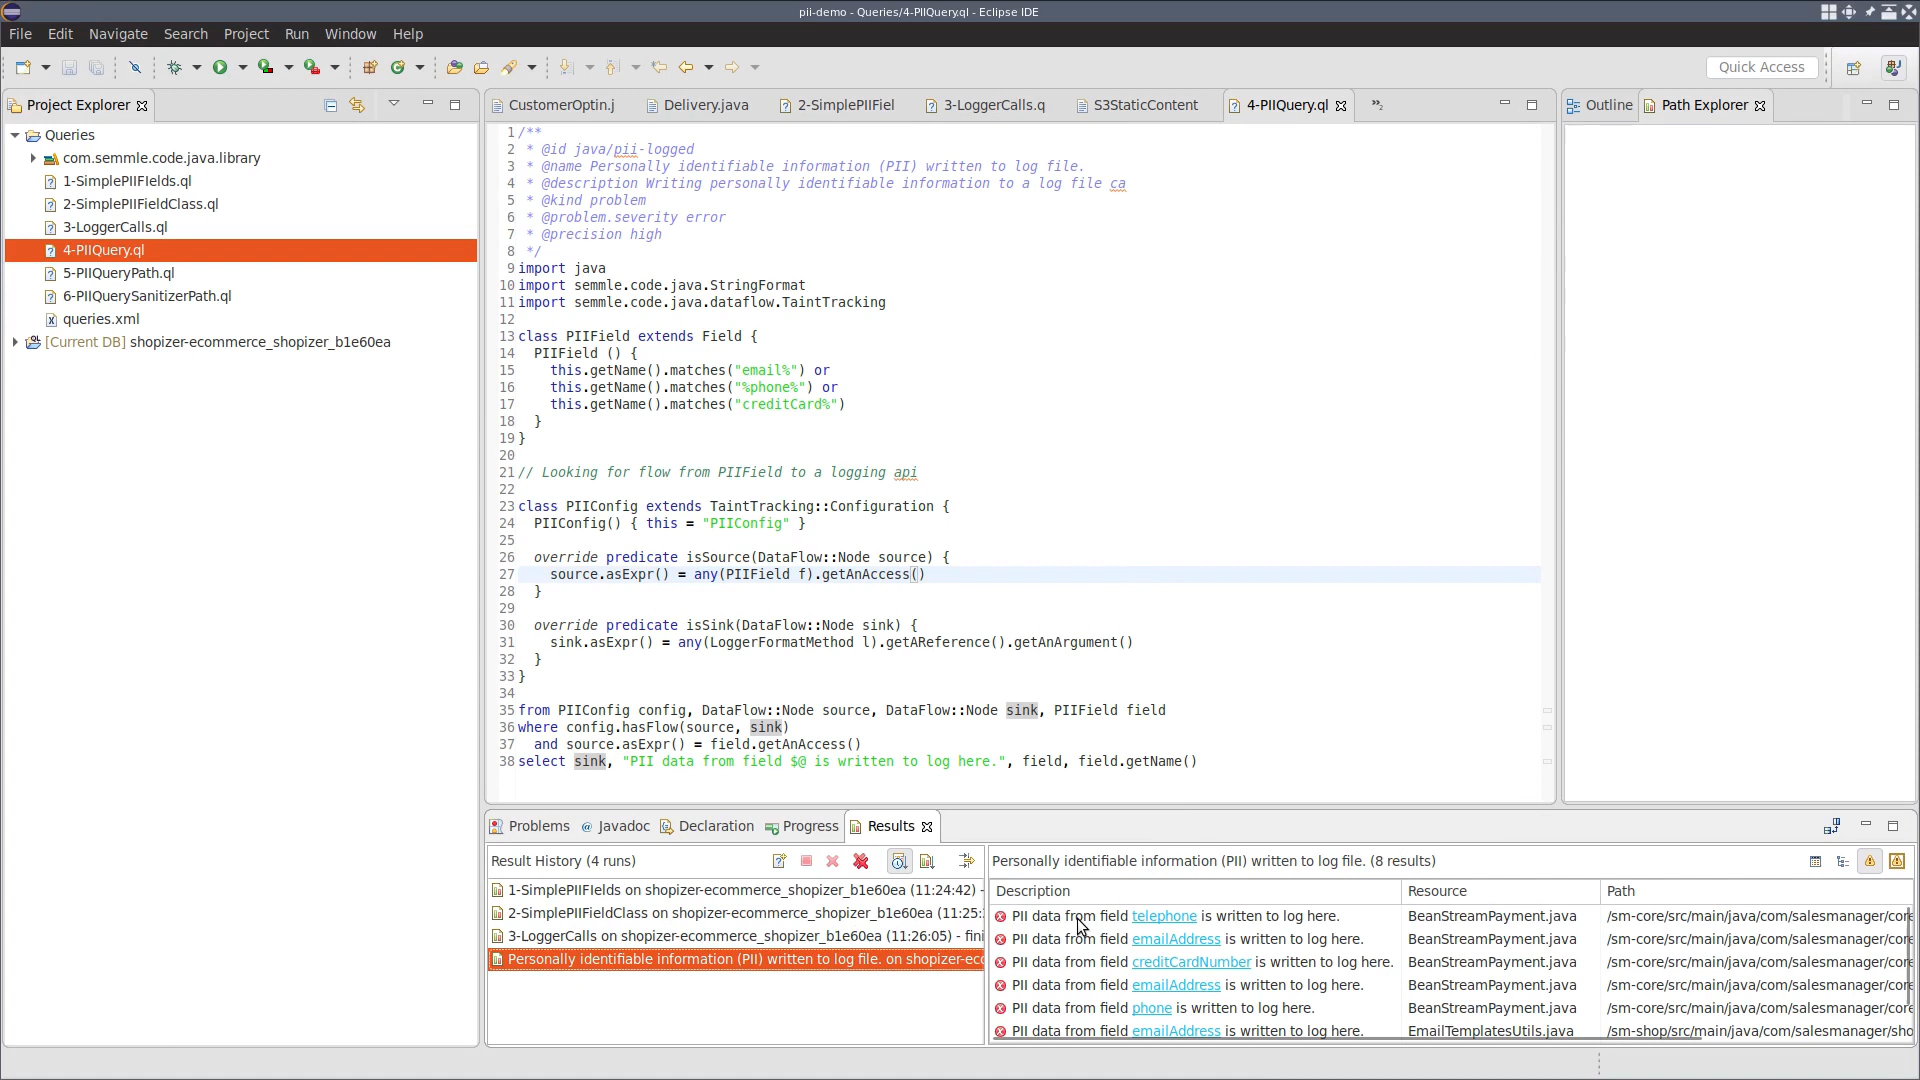 pii-demo - Queries/4-PIIQuery.ql - Eclipse IDE
File Edit Navigate Search Project Run Window Help
Quick Access
Project Explorer
Queries
com.semmle.code.java.library
1-SimplePIIFIelds.ql
2-SimplePIIFieldClass.ql
3-LoggerCalls.ql
4-PIIQuery.ql
5-PIIQueryPath.ql
6-PIIQuerySanitizerPath.ql
queries.xml
[Current DB] shopizer-ecommerce_shopizer_b1e60ea
CustomerOptin.j Delivery.java 2-SimplePIIFiel 3-LoggerCalls.q S3StaticContent 4-PIIQuery.ql
1 /**
2 * @id java/pii-logged
3 * @name Personally identifiable information (PII) written to log file.
4 * @description Writing personally identifiable information to a log file ca
5 * @kind problem
6 * @problem.severity error
7 * @precision high
8 */
9 import java
10 import semmle.code.java.StringFormat
11 import semmle.code.java.dataflow.TaintTracking
12
13 class PIIField extends Field {
14 PIIField () {
15 this.getName().matches("email%") or
16 this.getName().matches("%phone%") or
17 this.getName().matches("creditCard%")
18 }
19 }
20
21 // Looking for flow from PIIField to a logging api
22
23 class PIIConfig extends TaintTracking::Configuration {
24 PIIConfig() { this = "PIIConfig" }
25
26 override predicate isSource(DataFlow::Node source) {
27 source.asExpr() = any(PIIField f).getAnAccess()
28 }
29
30 override predicate isSink(DataFlow::Node sink) {
31 sink.asExpr() = any(LoggerFormatMethod l).getAReference().getAnArgument()
32 }
33 }
34
35 from PIIConfig config, DataFlow::Node source, DataFlow::Node sink, PIIField field
36 where config.hasFlow(source, sink)
37 and source.asExpr() = field.getAnAccess()
38 select sink, "PII data from field $@ is written to log here.", field, field.getName()
Outline Path Explorer
Problems Javadoc Declaration Progress Results
Result History (4 runs)
1-SimplePIIFIelds on shopizer-ecommerce_shopizer_b1e60ea (11:24:42) -
2-SimplePIIFieldClass on shopizer-ecommerce_shopizer_b1e60ea (11:25:
3-LoggerCalls on shopizer-ecommerce_shopizer_b1e60ea (11:26:05) - fini
Personally identifiable information (PII) written to log file. on shopizer-ec
Personally identifiable information (PII) written to log file. (8 results)
Description Resource Path
PII data from field telephone is written to log here. BeanStreamPayment.java /sm-core/src/main/java/com/salesmanager/core
PII data from field emailAddress is written to log here. BeanStreamPayment.java /sm-core/src/main/java/com/salesmanager/core
PII data from field creditCardNumber is written to log here. BeanStreamPayment.java /sm-core/src/main/java/com/salesmanager/core
PII data from field emailAddress is written to log here. BeanStreamPayment.java /sm-core/src/main/java/com/salesmanager/core
PII data from field phone is written to log here. BeanStreamPayment.java /sm-core/src/main/java/com/salesmanager/core
PII data from field emailAddress is written to log here. EmailTemplatesUtils.java /sm-shop/src/main/java/com/salesmanager/sho